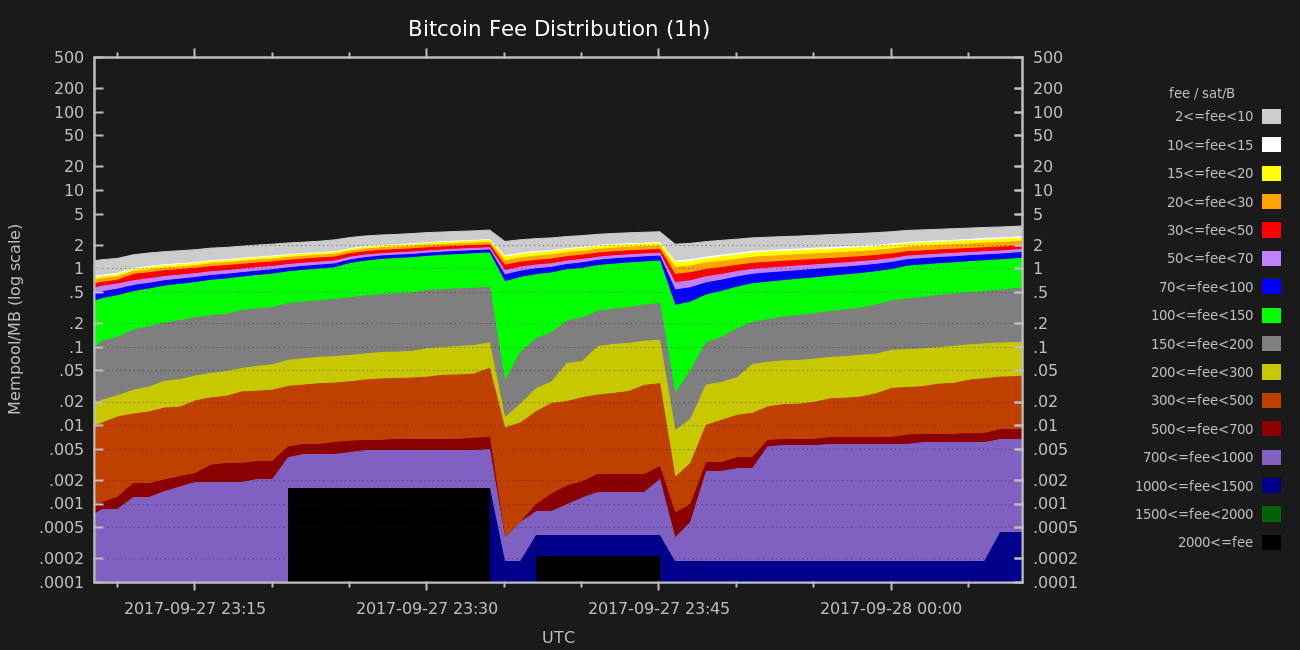 Bitcoin Fee Distribution (1h)
500 500
200 200
100 100
50 50
20 20
10 10
5 5
2 2
1 1
.5 .5
.2 .2
.1 .1
.05 .05
.02 .02
.01 .01
.005 .005
.002 .002
.001 .001
.0005 .0005
.0002 .0002
.0001 .0001
Mempool/MB (log scale)
2017-09-27 23:15 2017-09-27 23:30 2017-09-27 23:45 2017-09-28 00:00
UTC
fee / sat/B
2<=fee<10
10<=fee<15
15<=fee<20
20<=fee<30
30<=fee<50
50<=fee<70
70<=fee<100
100<=fee<150
150<=fee<200
200<=fee<300
300<=fee<500
500<=fee<700
700<=fee<1000
1000<=fee<1500
1500<=fee<2000
2000<=fee